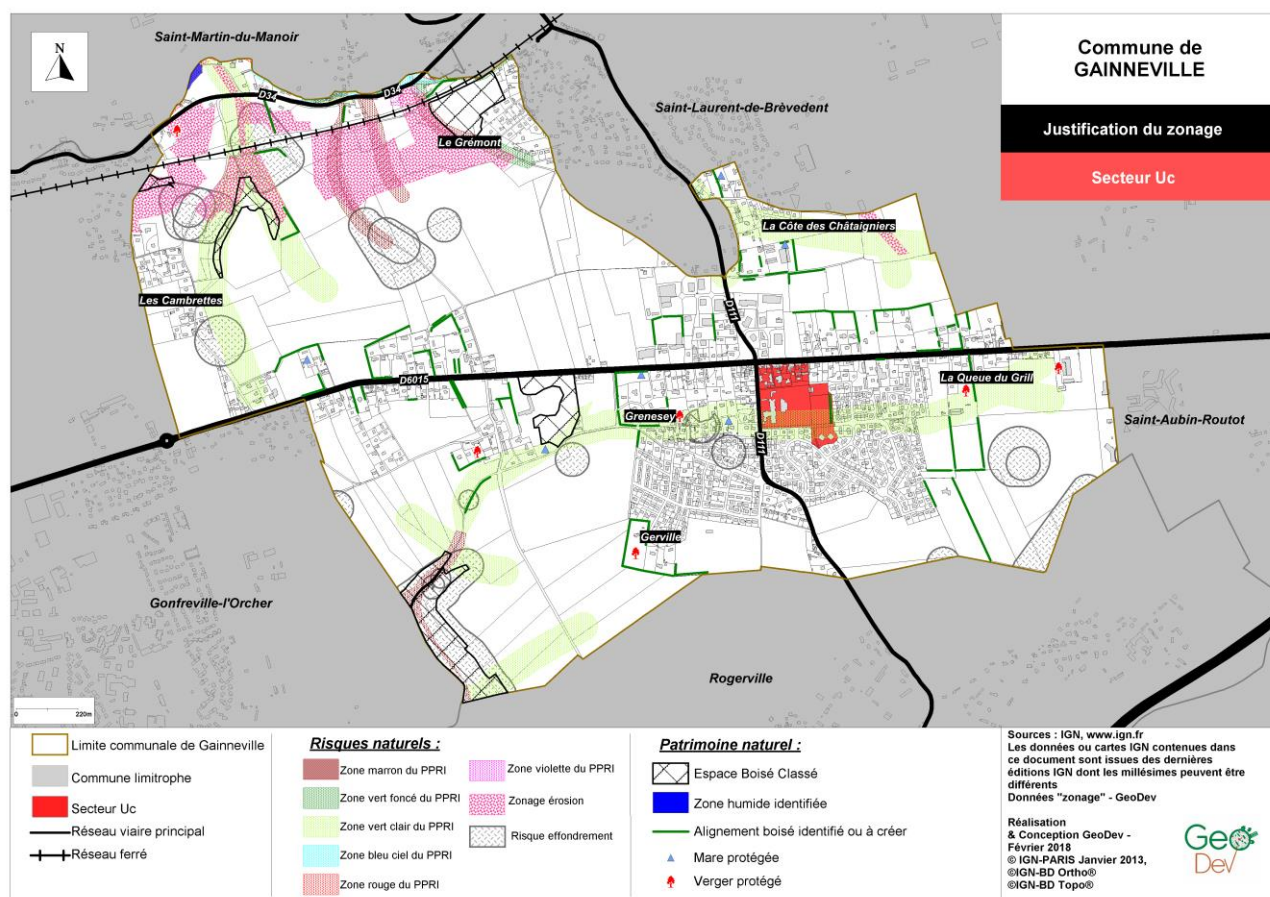 Commune de
GAINNEVILLE
Justification du zonage
Secteur Uc
N
Saint-Martin-du-Manoir
Saint-Laurent-de-Brèvedent
D34
D34
Le Grémont
La Côte des Châtaigniers
Les Cambrettes
D111
D6015
Grenesey
La Queue du Grill
Saint-Aubin-Routot
D111
Gerville
Gonfreville-l'Orcher
Rogerville
0 220m
Limite communale de Gainneville
Commune limitrophe
Secteur Uc
Réseau viaire principal
Réseau ferré
Risques naturels :
Zone marron du PPRI
Zone vert foncé du PPRI
Zone vert clair du PPRI
Zone bleu ciel du PPRI
Zone rouge du PPRI
Zone violette du PPRI
Zonage érosion
Risque effondrement
Patrimoine naturel :
Espace Boisé Classé
Zone humide identifiée
Alignement boisé identifié ou à créer
Mare protégée
Verger protégé
Sources : IGN, www.ign.fr
Les données ou cartes IGN contenues dans
ce document sont issues des dernières
éditions IGN dont les millésimes peuvent être
différents
Données "zonage" - GeoDev
Réalisation
& Conception GeoDev -
Février 2018
© IGN-PARIS Janvier 2013,
©IGN-BD Ortho®
©IGN-BD Topo®
Geo
Dev